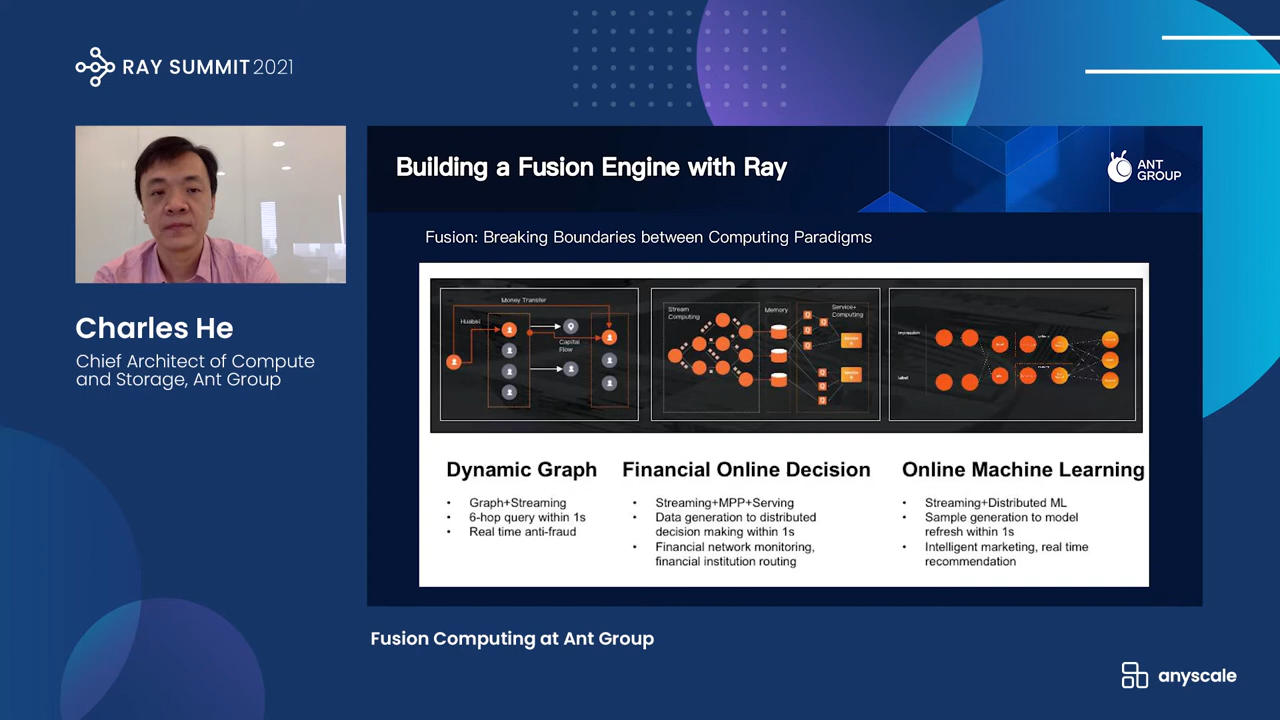 RAY SUMMIT 2021
Building a Fusion Engine with Ray
ANT
GROUP
Fusion: Breaking Boundaries between Computing Paradigms
Money Transfer
Huabei
Capital
Flow
Stream
Computing
Memory
Service+
Computing
Impression
Label
Dynamic Graph
• Graph+Streaming
• 6-hop query within 1s
• Real time anti-fraud
Financial Online Decision
• Streaming+MPP+Serving
• Data generation to distributed
decision making within 1s
• Financial network monitoring,
financial institution routing
Online Machine Learning
• Streaming+Distributed ML
• Sample generation to model
refresh within 1s
• Intelligent marketing, real time
recommendation
Charles He
Chief Architect of Compute
and Storage, Ant Group
Fusion Computing at Ant Group
anyscale